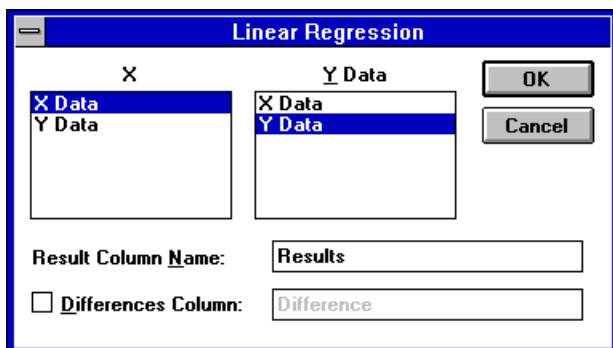 Linear Regression
X
Y Data
OK
X Data
Y Data
X Data
Y Data
Cancel
Result Column Name:
Results
Differences Column:
Difference